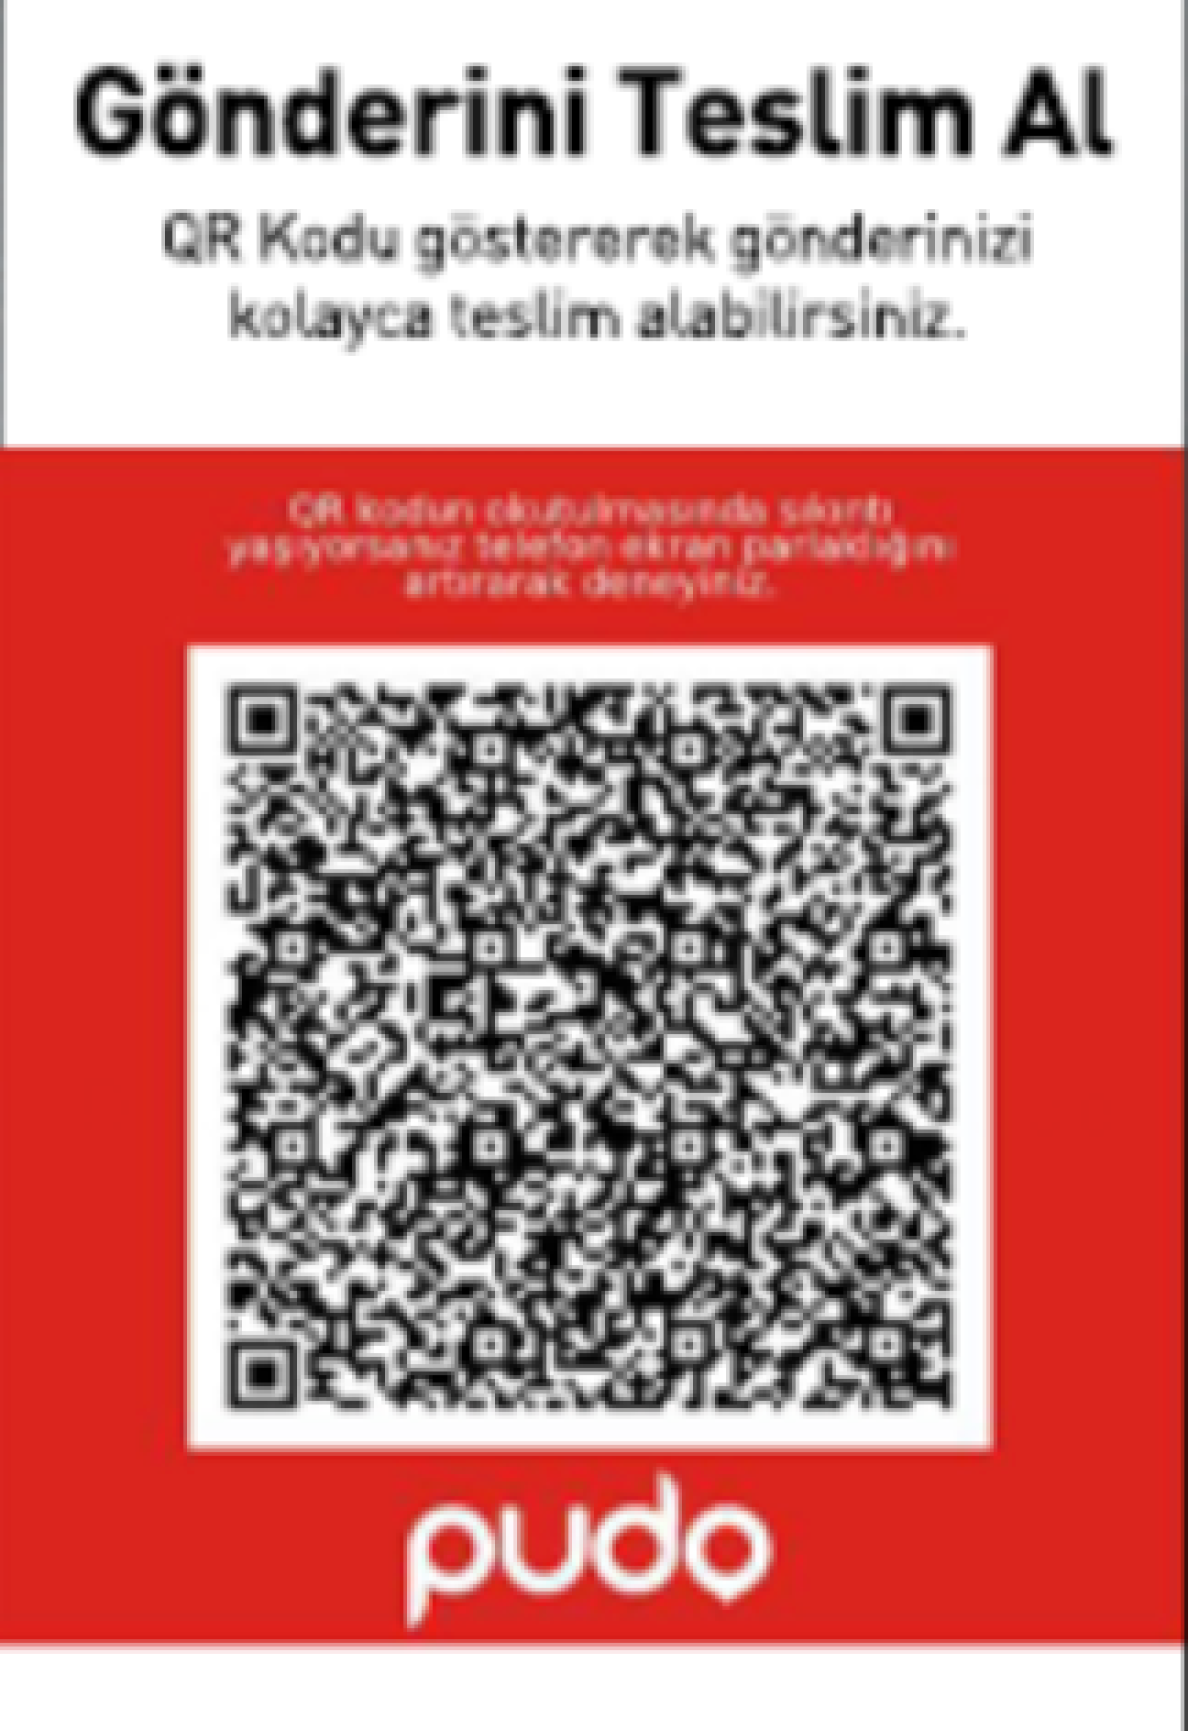 Gönderini Teslim Al
QR Kodu göstererek gönderinizi
kolayca teslim alabilirsiniz.
QR kodun okutulmasında sıkıntı
yaşıyorsanız telefon ekran parlaklığını
artırarak deneyiniz.
pudo